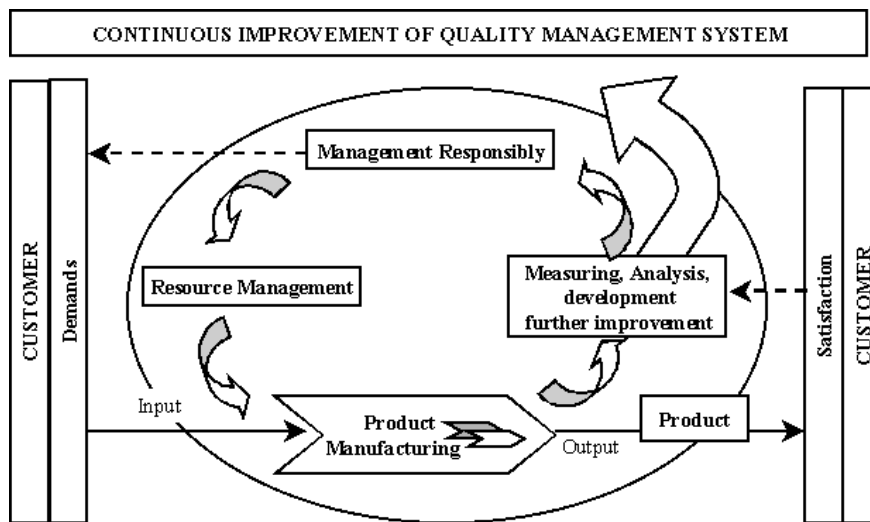 CONTINUOUS IMPROVEMENT OF QUALITY MANAGEMENT SYSTEM
CUSTOMER
Demands
Management Responsibly
Resource Management
Measuring, Analysis,
development
further improvement
Satisfaction
CUSTOMER
Input
Product
Manufacturing
Output
Product